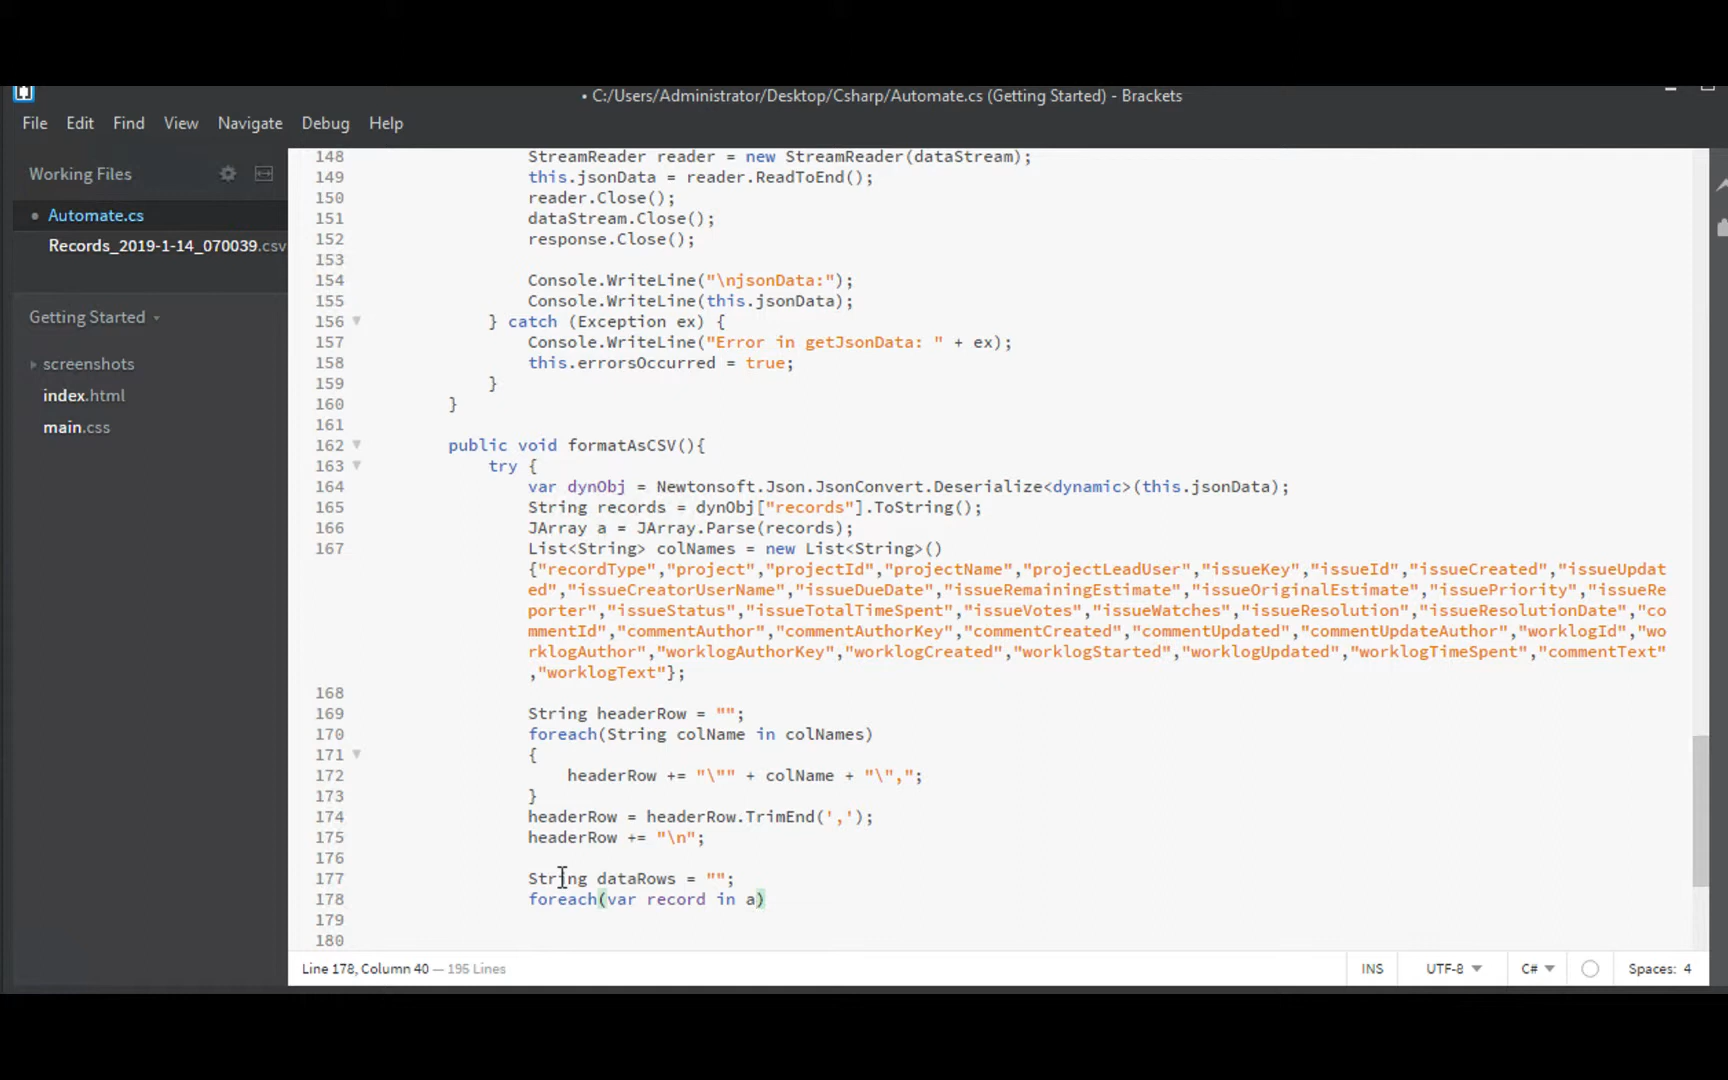 • C:/Users/Administrator/Desktop/Csharp/Automate.cs (Getting Started) - Brackets
File Edit Find View Navigate Debug Help
Working Files
• Automate.cs
Records_2019-1-14_070039.csv
Getting Started
screenshots
index.html
main.css
148 StreamReader reader = new StreamReader(dataStream);
149 this.jsonData = reader.ReadToEnd();
150 reader.Close();
151 dataStream.Close();
152 response.Close();
153
154 Console.WriteLine("\njsonData:");
155 Console.WriteLine(this.jsonData);
156 } catch (Exception ex) {
157 Console.WriteLine("Error in getJsonData: " + ex);
158 this.errorsOccurred = true;
159 }
160 }
161
162 public void formatAsCSV(){
163 try {
164 var dynObj = Newtonsoft.Json.JsonConvert.Deserialize<dynamic>(this.jsonData);
165 String records = dynObj["records"].ToString();
166 JArray a = JArray.Parse(records);
167 List<String> colNames = new List<String>()
{"recordType","project","projectId","projectName","projectLeadUser","issueKey","issueId","issueCreated","issueUpdat
ed","issueCreatorUserName","issueDueDate","issueRemainingEstimate","issueOriginalEstimate","issuePriority","issueRe
porter","issueStatus","issueTotalTimeSpent","issueVotes","issueWatches","issueResolution","issueResolutionDate","co
mmentId","commentAuthor","commentAuthorKey","commentCreated","commentUpdated","commentUpdateAuthor","worklogId","wo
rklogAuthor","worklogAuthorKey","worklogCreated","worklogStarted","worklogUpdated","worklogTimeSpent","commentText"
,"worklogText"};
168
169 String headerRow = "";
170 foreach(String colName in colNames)
171 {
172 headerRow += "\"" + colName + "\",";
173 }
174 headerRow = headerRow.TrimEnd(',');
175 headerRow += "\n";
176
177 String dataRows = "";
178 foreach(var record in a)
179
180
Line 178, Column 40 — 195 Lines
INS UTF-8 C# Spaces: 4